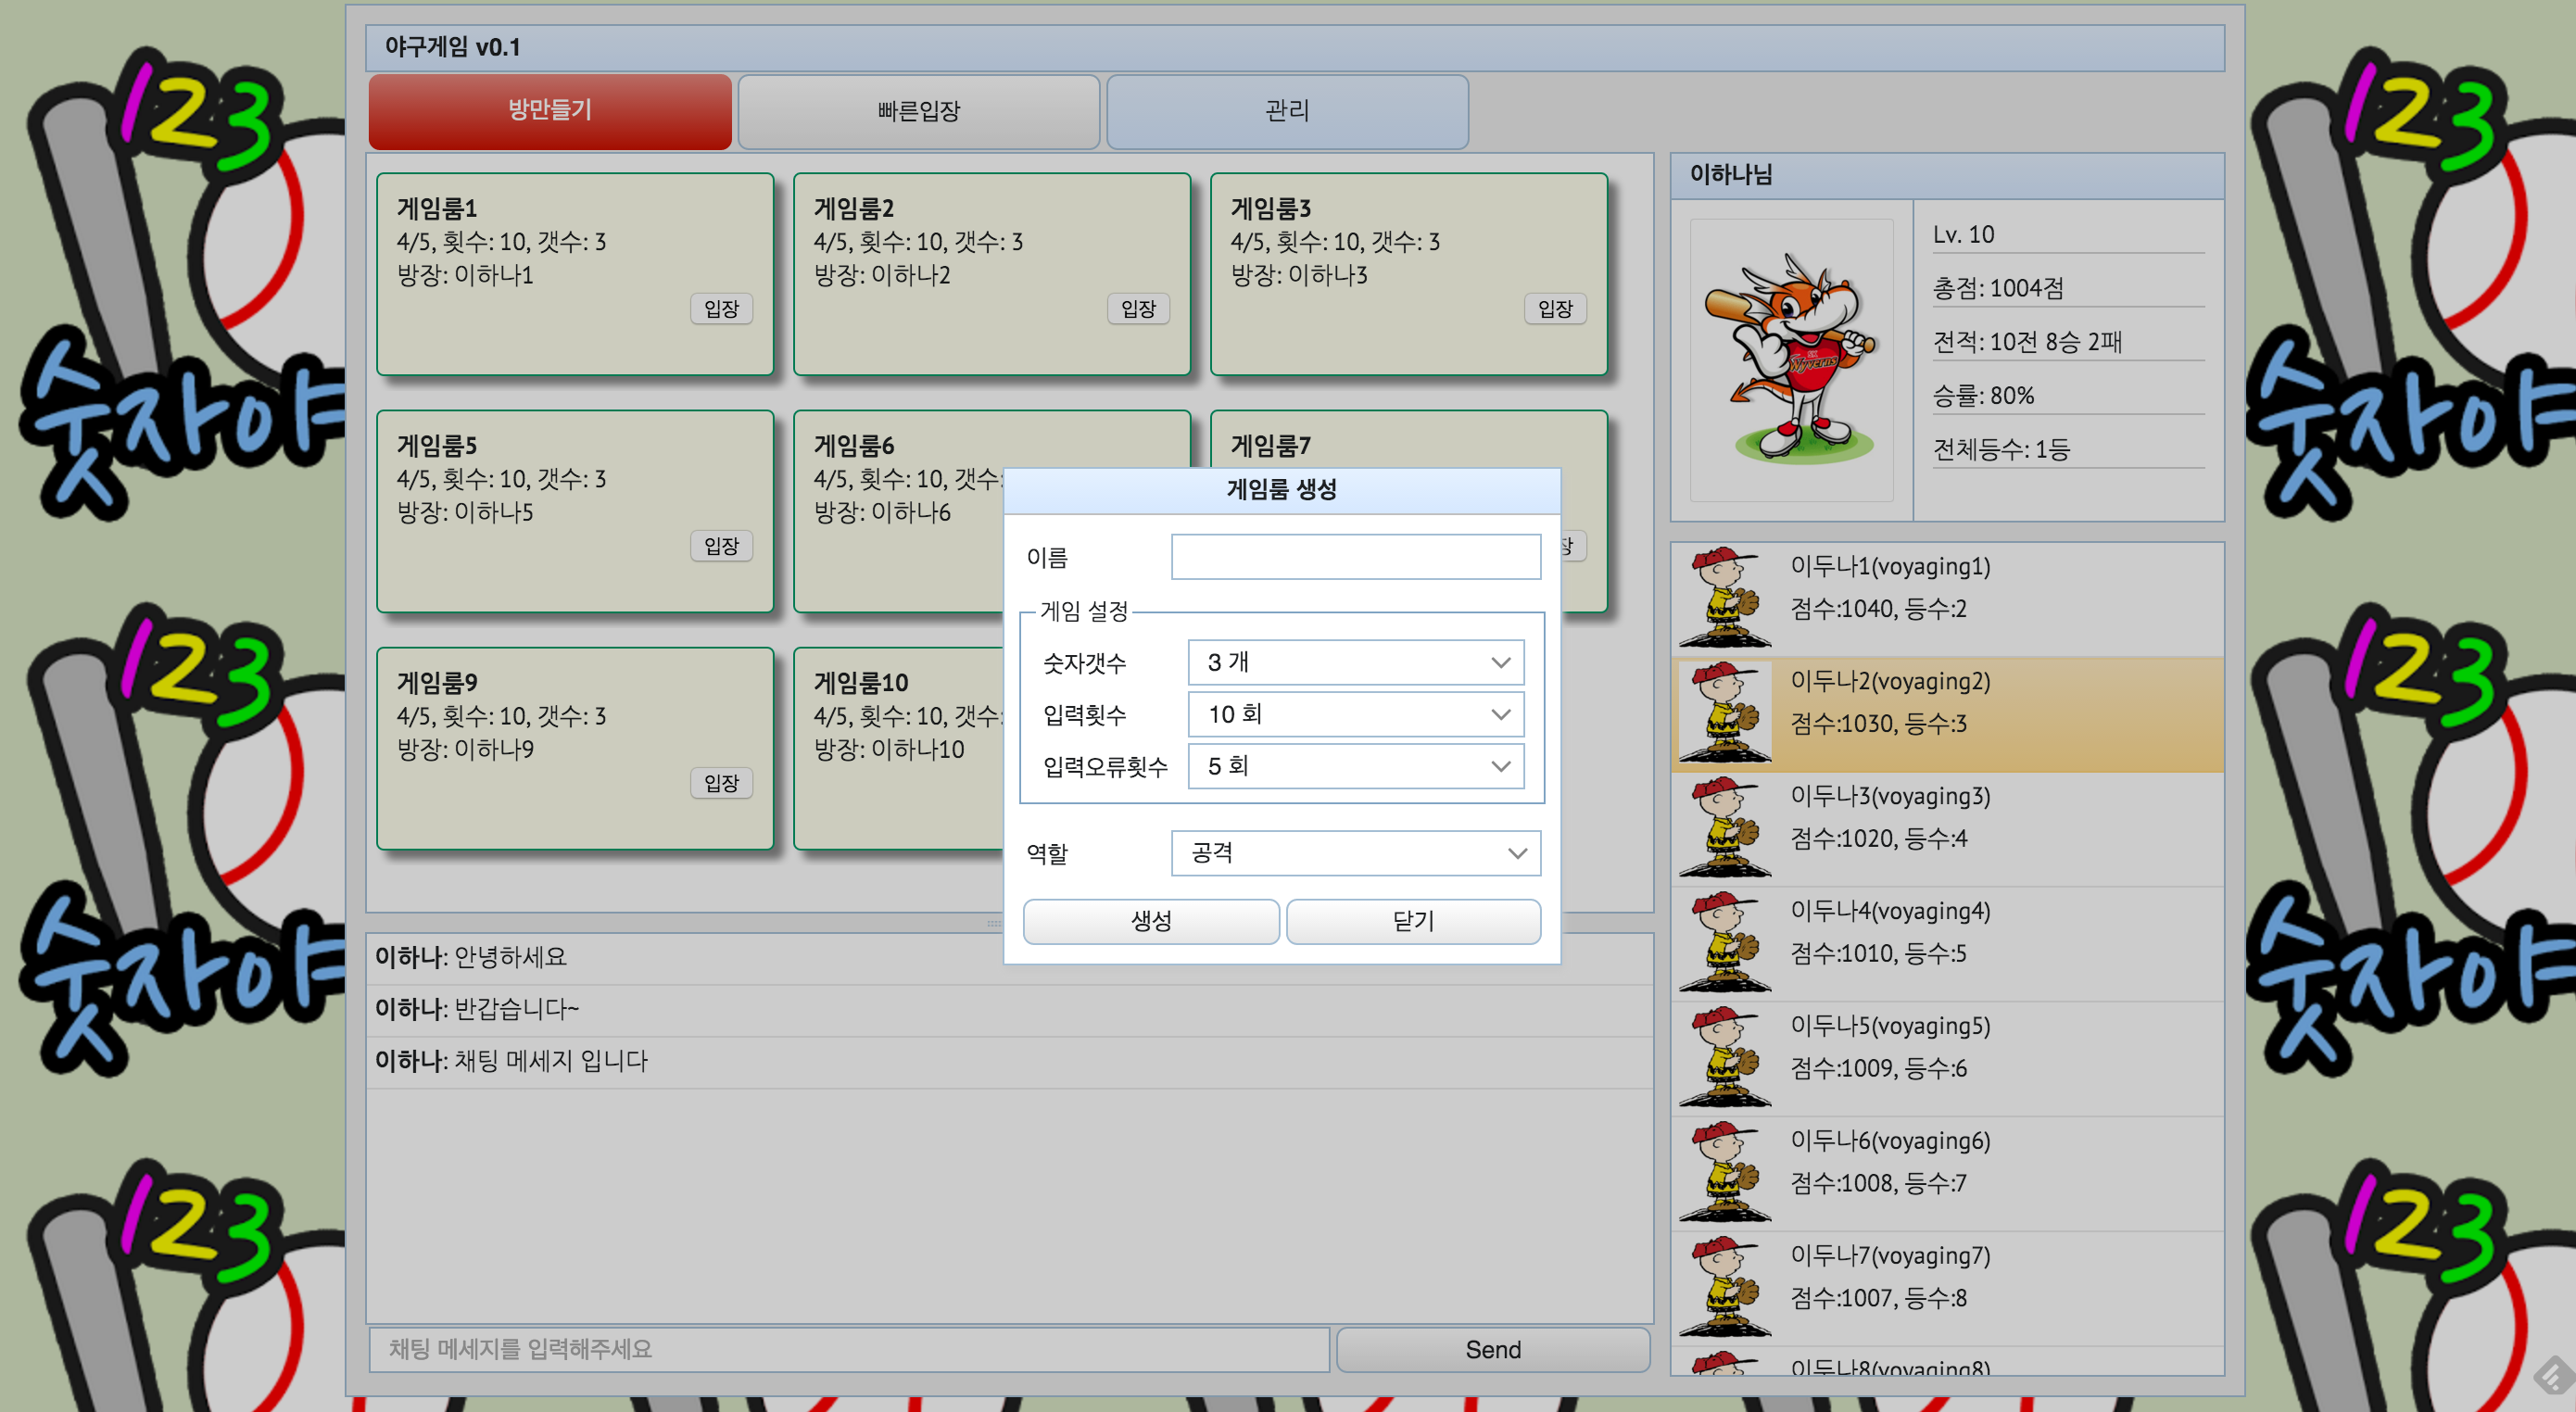 야구게임 v0.1
방만들기
빠른입장
관리
게임룸1
4/5, 횟수: 10, 갯수: 3
방장: 이하나1
입장
게임룸2
4/5, 횟수: 10, 갯수: 3
방장: 이하나2
입장
게임룸3
4/5, 횟수: 10, 갯수: 3
방장: 이하나3
입장
게임룸5
4/5, 횟수: 10, 갯수: 3
방장: 이하나5
입장
게임룸6
4/5, 횟수: 10, 갯수:
방장: 이하나6
게임룸7
게임룸9
4/5, 횟수: 10, 갯수: 3
방장: 이하나9
입장
게임룸10
4/5, 횟수: 10, 갯수:
방장: 이하나10
게임룸 생성
이름
게임 설정
숫자갯수
3 개
입력횟수
10 회
입력오류횟수
5 회
역할
공격
생성
닫기
이하나: 안녕하세요
이하나: 반갑습니다~
이하나: 채팅 메세지 입니다
채팅 메세지를 입력해주세요
Send
이하나님
SK
Wyverns
Lv. 10
총점: 1004점
전적: 10전 8승 2패
승률: 80%
전체등수: 1등
이두나1(voyaging1)
점수:1040, 등수:2
이두나2(voyaging2)
점수:1030, 등수:3
이두나3(voyaging3)
점수:1020, 등수:4
이두나4(voyaging4)
점수:1010, 등수:5
이두나5(voyaging5)
점수:1009, 등수:6
이두나6(voyaging6)
점수:1008, 등수:7
이두나7(voyaging7)
점수:1007, 등수:8
이두나8(voyaging8)
123
숫자야
123
숫자야
123
123
숫자야
123
숫자야
123